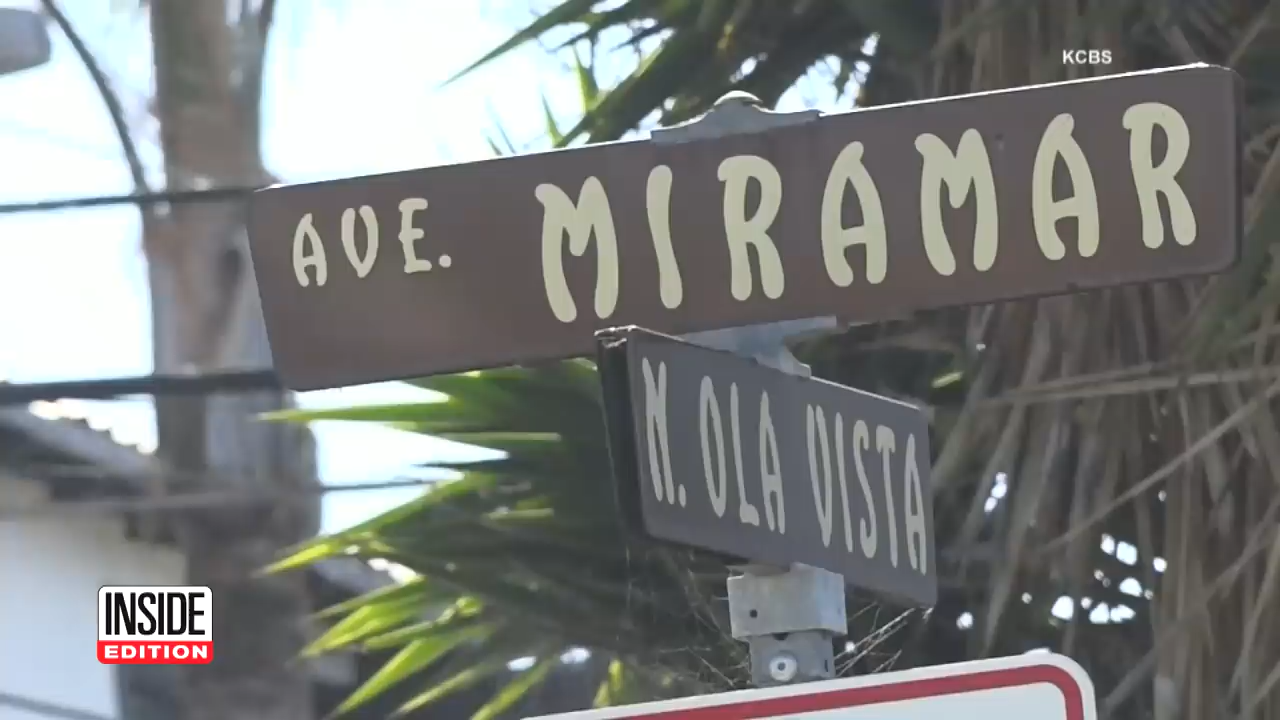 KCBS
AVE. MIRAMAR
N. OLA VISTA
INSIDE
EDITION